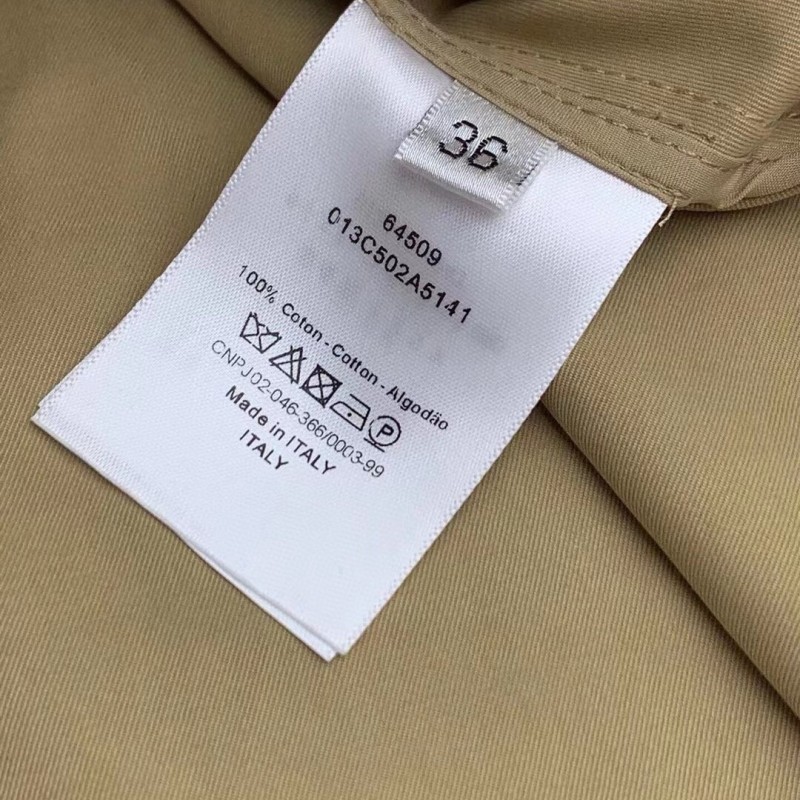 36
64509
013C502A5141
100% Coton - Cotton - Algodão
P
CNPJ 02-046-366/0003-99
Made in ITALY
ITALY